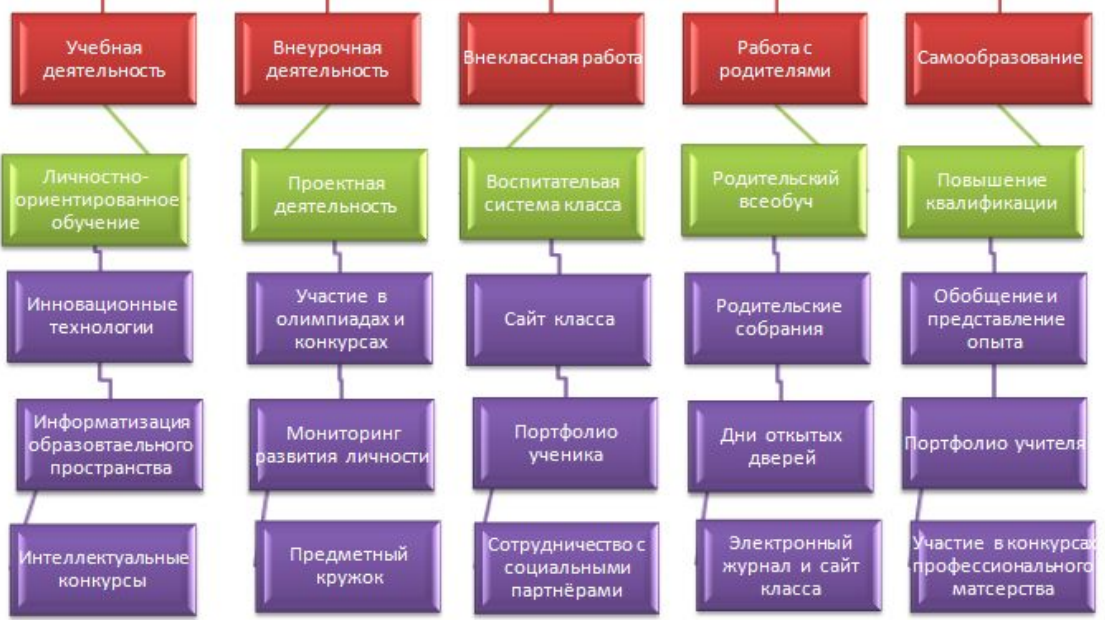 Учебная
деятельность
Внеурочная
деятельность
Внеклассная работа
Работа с
родителями
Самообразование
Личностно-
ориентированное
обучение
Проектная
деятельность
Воспитательая
система класса
Родительский
всеобуч
Повышение
квалификации
Инновационные
технологии
Участие в
олимпиадах и
конкурсах
Сайт класса
Родительские
собрания
Обобщение и
представление
опыта
Информатизация
образовтаельного
пространства
Мониторинг
развития личности
Портфолио
ученика
Дни откытых
дверей
Портфолио учителя
Интеллектуальные
конкурсы
Предметный
кружок
Сотрудничество с
социальными
партнёрами
Электронный
журнал и сайт
класса
Участие в конкурсах
профессионального
матсерства